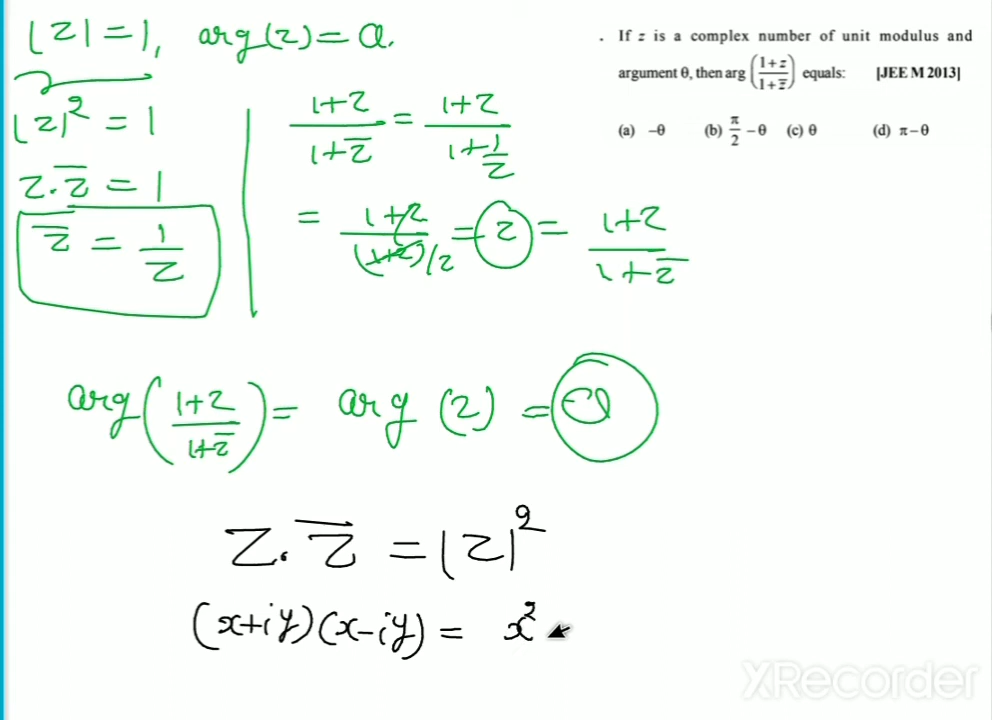 |z| = 1, arg(z) = θ.
|z|² = 1
z.z̅ = 1
z̅ = 1/z
(1+z)/(1+z̅) = (1+z)/(1+1/z)
= (1+z)/((1+z)/z) = z = (1+z)/(1+z̅)
arg((1+z)/(1+z̅)) = arg(z) = θ
z.z̅ = |z|²
(x+iy)(x-iy) = x²
. If z is a complex number of unit modulus and
argument θ, then arg ((1+z)/(1+z̅)) equals: [JEE M 2013]
(a) -θ (b) π/2 - θ (c) θ (d) π-θ
XRecorder